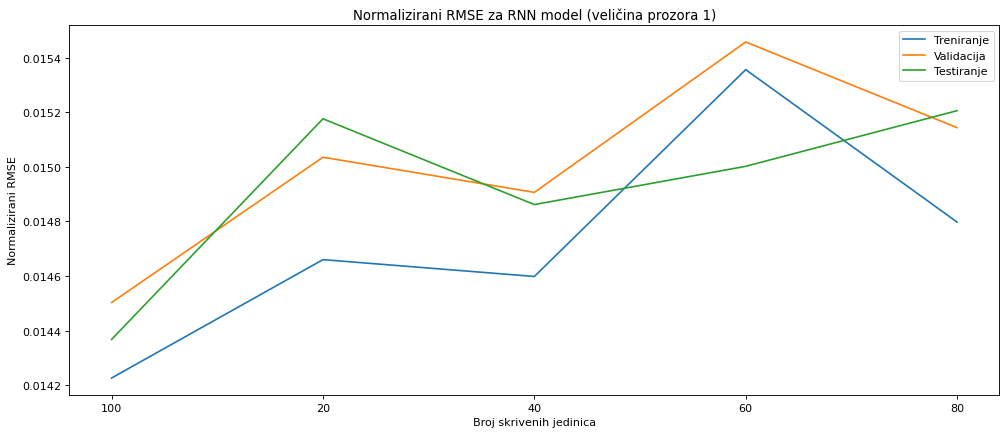 Normalizirani RMSE za RNN model (veličina prozora 1)
Treniranje
Validacija
Testiranje
Normalizirani RMSE
0.0154
0.0152
0.0150
0.0148
0.0146
0.0144
0.0142
100 20 40 60 80
Broj skrivenih jedinica